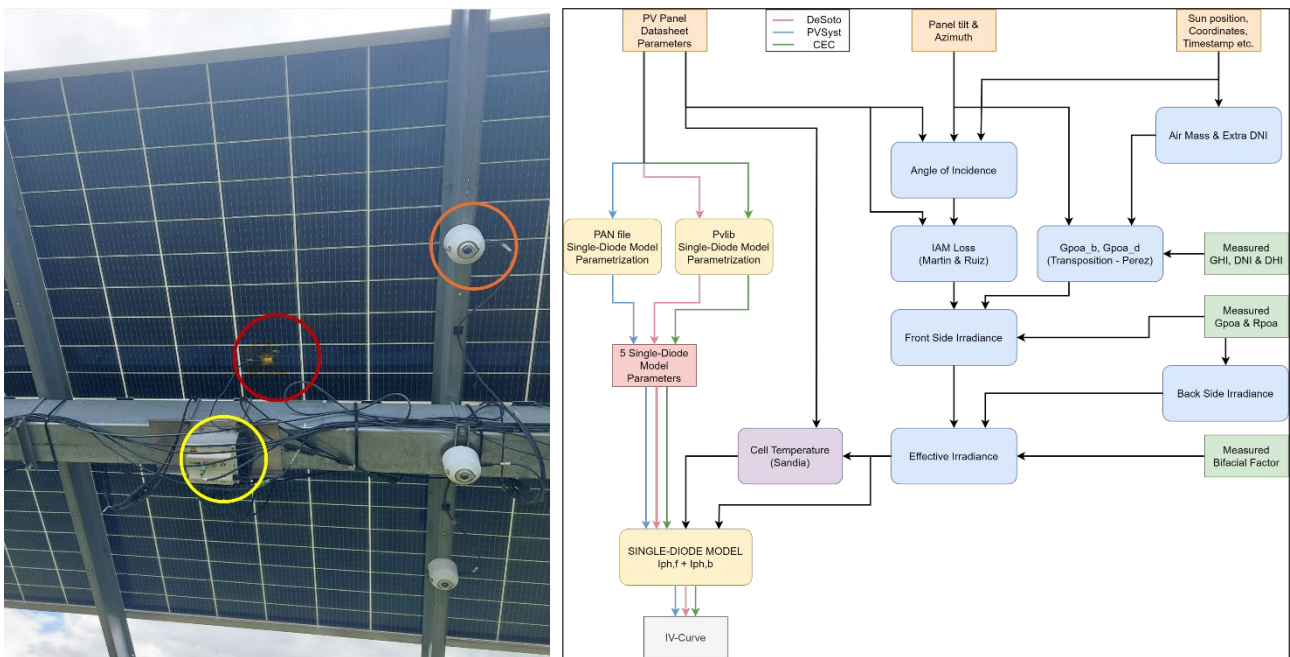 PV Panel
Datasheet
Parameters
DeSoto
PVSyst
CEC
Panel tilt &
Azimuth
Sun position,
Coordinates,
Timestamp etc.
Air Mass & Extra DNI
Angle of Incidence
PAN file
Single-Diode Model
Parametrization
Pvlib
Single-Diode Model
Parametrization
IAM Loss
(Martin & Ruiz)
Gpoa_b, Gpoa_d
(Transposition - Perez)
Measured
GHI, DNI & DHI
Measured
Gpoa & Rpoa
Front Side Irradiance
5 Single-Diode
Model
Parameters
Back Side Irradiance
Cell Temperature
(Sandia)
Effective Irradiance
Measured
Bifacial Factor
SINGLE-DIODE MODEL
Iph,f + Iph,b
IV-Curve